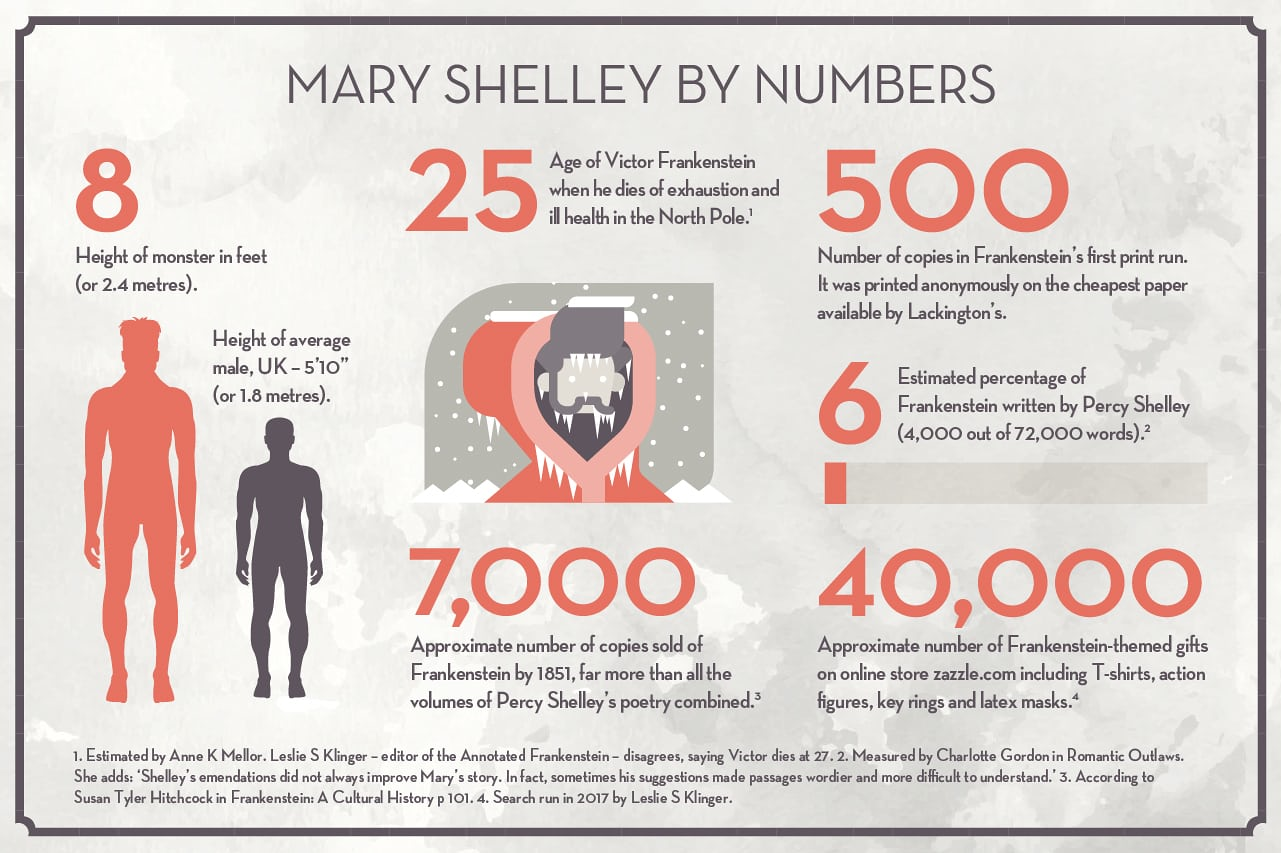 MARY SHELLEY BY NUMBERS
8
Height of monster in feet
(or 2.4 metres).
Height of average
male, UK – 5’10”
(or 1.8 metres).
25
Age of Victor Frankenstein
when he dies of exhaustion and
ill health in the North Pole.¹
7,000
Approximate number of copies sold of
Frankenstein by 1851, far more than all the
volumes of Percy Shelley’s poetry combined.³
500
Number of copies in Frankenstein’s first print run.
It was printed anonymously on the cheapest paper
available by Lackington’s.
6
Estimated percentage of
Frankenstein written by Percy Shelley
(4,000 out of 72,000 words).²
40,000
Approximate number of Frankenstein-themed gifts
on online store zazzle.com including T-shirts, action
figures, key rings and latex masks.⁴
1. Estimated by Anne K Mellor. Leslie S Klinger – editor of the Annotated Frankenstein – disagrees, saying Victor dies at 27. 2. Measured by Charlotte Gordon in Romantic Outlaws.
She adds: ‘Shelley’s emendations did not always improve Mary’s story. In fact, sometimes his suggestions made passages wordier and more difficult to understand.’ 3. According to
Susan Tyler Hitchcock in Frankenstein: A Cultural History p 101. 4. Search run in 2017 by Leslie S Klinger.